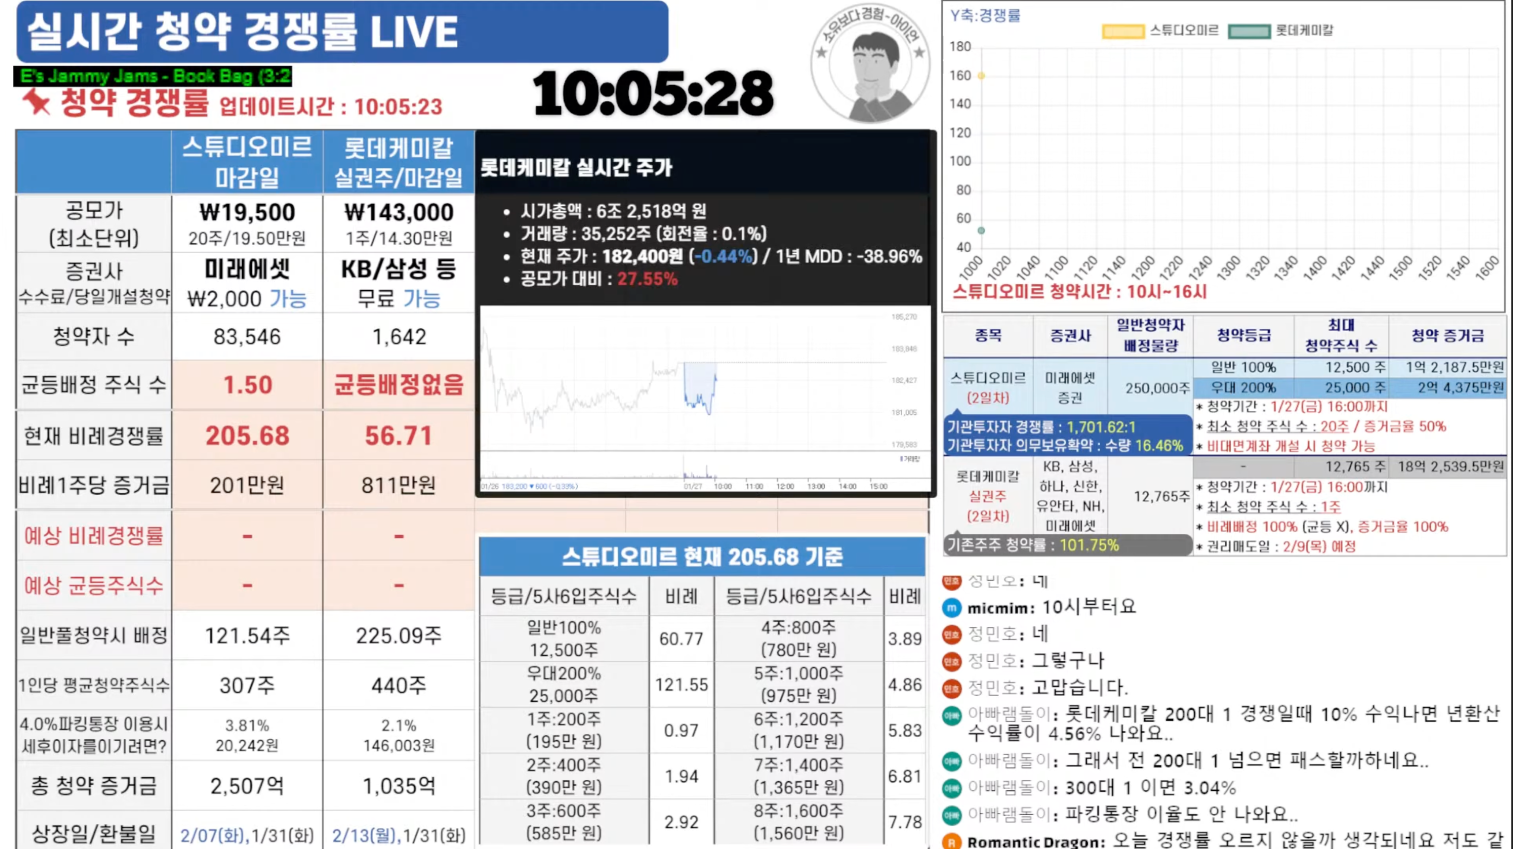 실시간 청약 경쟁률 LIVE
E's Jammy Jams - Book Bag (3:2
청약 경쟁률 업데이트시간 : 10:05:23
10:05:28
소유보다경험-아이언
스튜디오미르
마감일
롯데케미칼
실권주/마감일
공모가
(최소단위)
₩19,500
20주/19.50만원
₩143,000
1주/14.30만원
증권사
수수료/당일개설청약
미래에셋
₩2,000 가능
KB/삼성 등
무료 가능
청약자 수
83,546
1,642
균등배정 주식 수
1.50
균등배정없음
현재 비례경쟁률
205.68
56.71
비례1주당 증거금
201만원
811만원
예상 비례경쟁률
-
-
예상 균등주식수
-
-
일반풀청약시 배정
121.54주
225.09주
1인당 평균청약주식수
307주
440주
4.0%파킹통장 이용시
세후이자를이기려면?
3.81%
20,242원
2.1%
146,003원
총 청약 증거금
2,507억
1,035억
상장일/환불일
2/07(화),1/31(화)
2/13(월),1/31(화)
롯데케미칼 실시간 주가
• 시가총액 : 6조 2,518억 원
• 거래량 : 35,252주 (회전율 : 0.1%)
• 현재 주가 : 182,400원 (-0.44%) / 1년 MDD : -38.96%
• 공모가 대비 : 27.55%
185,270
183,846
182,427
181,005
179,583
거래량
01/26 183,200 ▼600 (-0.33%)
01/27
10:00
11:00
12:00
13:00
14:00
15:00
스튜디오미르 현재 205.68 기준
등급/5사6입주식수
비례
등급/5사6입주식수
비례
일반100%
12,500주
60.77
4주:800주
(780만 원)
3.89
우대200%
25,000주
121.55
5주:1,000주
(975만 원)
4.86
1주:200주
(195만 원)
0.97
6주:1,200주
(1,170만 원)
5.83
2주:400주
(390만 원)
1.94
7주:1,400주
(1,365만 원)
6.81
3주:600주
(585만 원)
2.92
8주:1,600주
(1,560만 원)
7.78
Y축:경쟁률
스튜디오미르
롯데케미칼
180
160
140
120
100
80
60
40
1000
1020
1040
1100
1120
1140
1200
1220
1240
1300
1320
1340
1400
1420
1440
1500
1520
1540
1600
스튜디오미르 청약시간 : 10시~16시
종목
증권사
일반청약자
배정물량
청약등급
최대
청약주식 수
청약 증거금
스튜디오미르
(2일차)
미래에셋
증권
250,000주
일반 100%
12,500 주
1억 2,187.5만원
우대 200%
25,000 주
2억 4,375만원
* 청약기간 : 1/27(금) 16:00까지
* 최소 청약 주식 수 : 20주 / 증거금율 50%
* 비대면계좌 개설 시 청약 가능
기관투자자 경쟁률 : 1,701.62:1
기관투자자 의무보유확약 : 수량 16.46%
롯데케미칼
실권주
(2일차)
KB, 삼성,
하나, 신한,
유안타, NH,
미래에셋
12,765주
-
12,765 주
18억 2,539.5만원
* 청약기간 : 1/27(금) 16:00까지
* 최소 청약 주식 수 : 1주
* 비례배정 100% (균등 X), 증거금율 100%
* 권리매도일 : 2/9(목) 예정
기존주주 청약률 : 101.75%
민호 정민호: 네
m micmim: 10시부터요
민호 정민호: 네
민호 정민호: 그렇구나
민호 정민호: 고맙습니다.
아빠 아빠램돌이: 롯데케미칼 200대 1 경쟁일때 10% 수익나면 년환산
수익률이 4.56% 나와요..
아빠 아빠램돌이: 그래서 전 200대 1 넘으면 패스할까하네요..
아빠 아빠램돌이: 300대 1 이면 3.04%
아빠 아빠램돌이: 파킹통장 이율도 안 나와요..
R Romantic Dragon: 오늘 경쟁률 오르지 않을까 생각되네요 저도 같